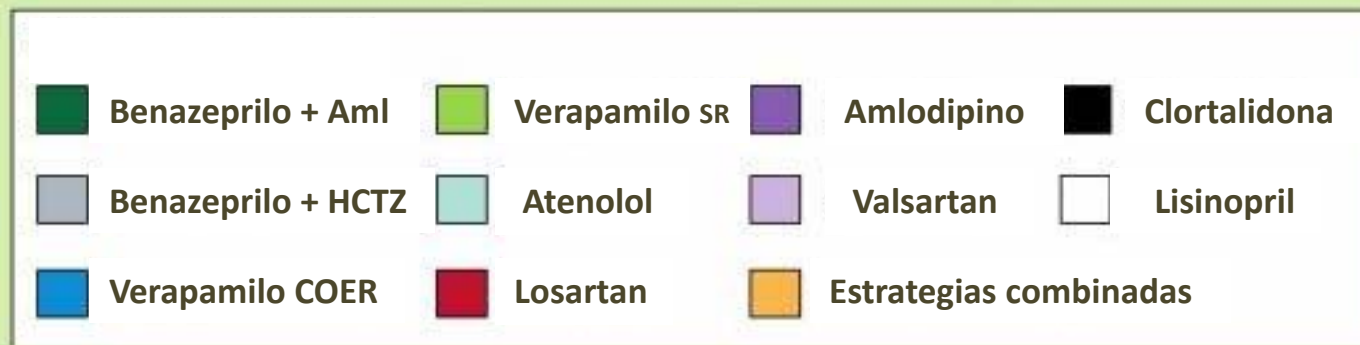 Benazeprilo + Aml Verapamilo SR Amlodipino Clortalidona
Benazeprilo + HCTZ Atenolol Valsartan Lisinopril
Verapamilo COER Losartan Estrategias combinadas